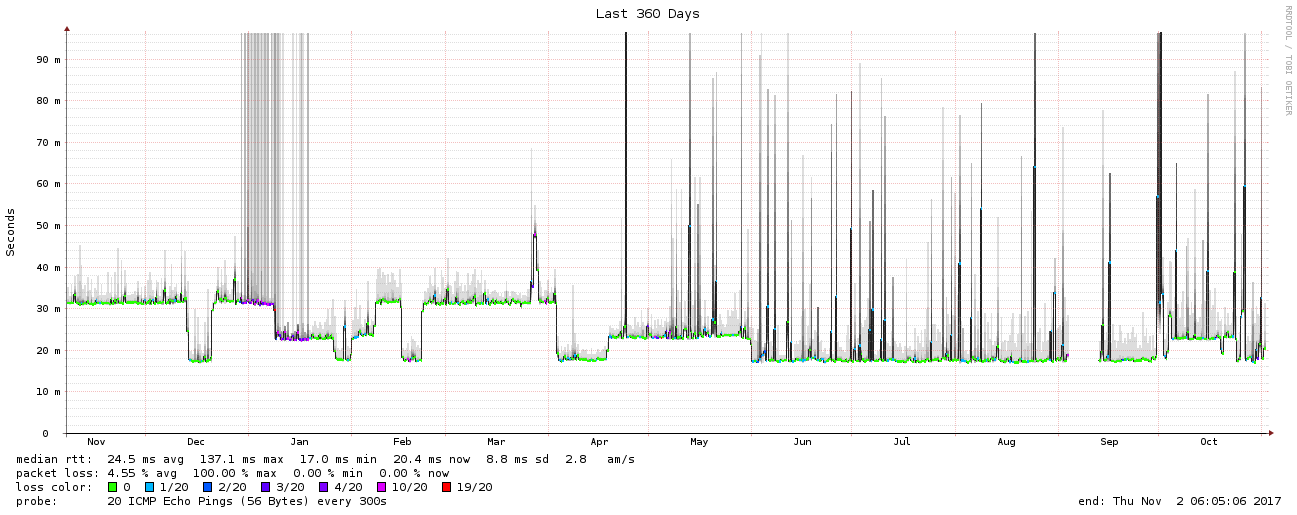 Last 360 Days
RRDTOOL / TOBI OETIKER
Seconds
90 m
80 m
70 m
60 m
50 m
40 m
30 m
20 m
10 m
0
Nov Dec Jan Feb Mar Apr May Jun Jul Aug Sep Oct
median rtt: 24.5 ms avg 137.1 ms max 17.0 ms min 20.4 ms now 8.8 ms sd 2.8 am/s
packet loss: 4.55 % avg 100.00 % max 0.00 % min 0.00 % now
loss color: 0 1/20 2/20 3/20 4/20 10/20 19/20
probe: 20 ICMP Echo Pings (56 Bytes) every 300s end: Thu Nov 2 06:05:06 2017